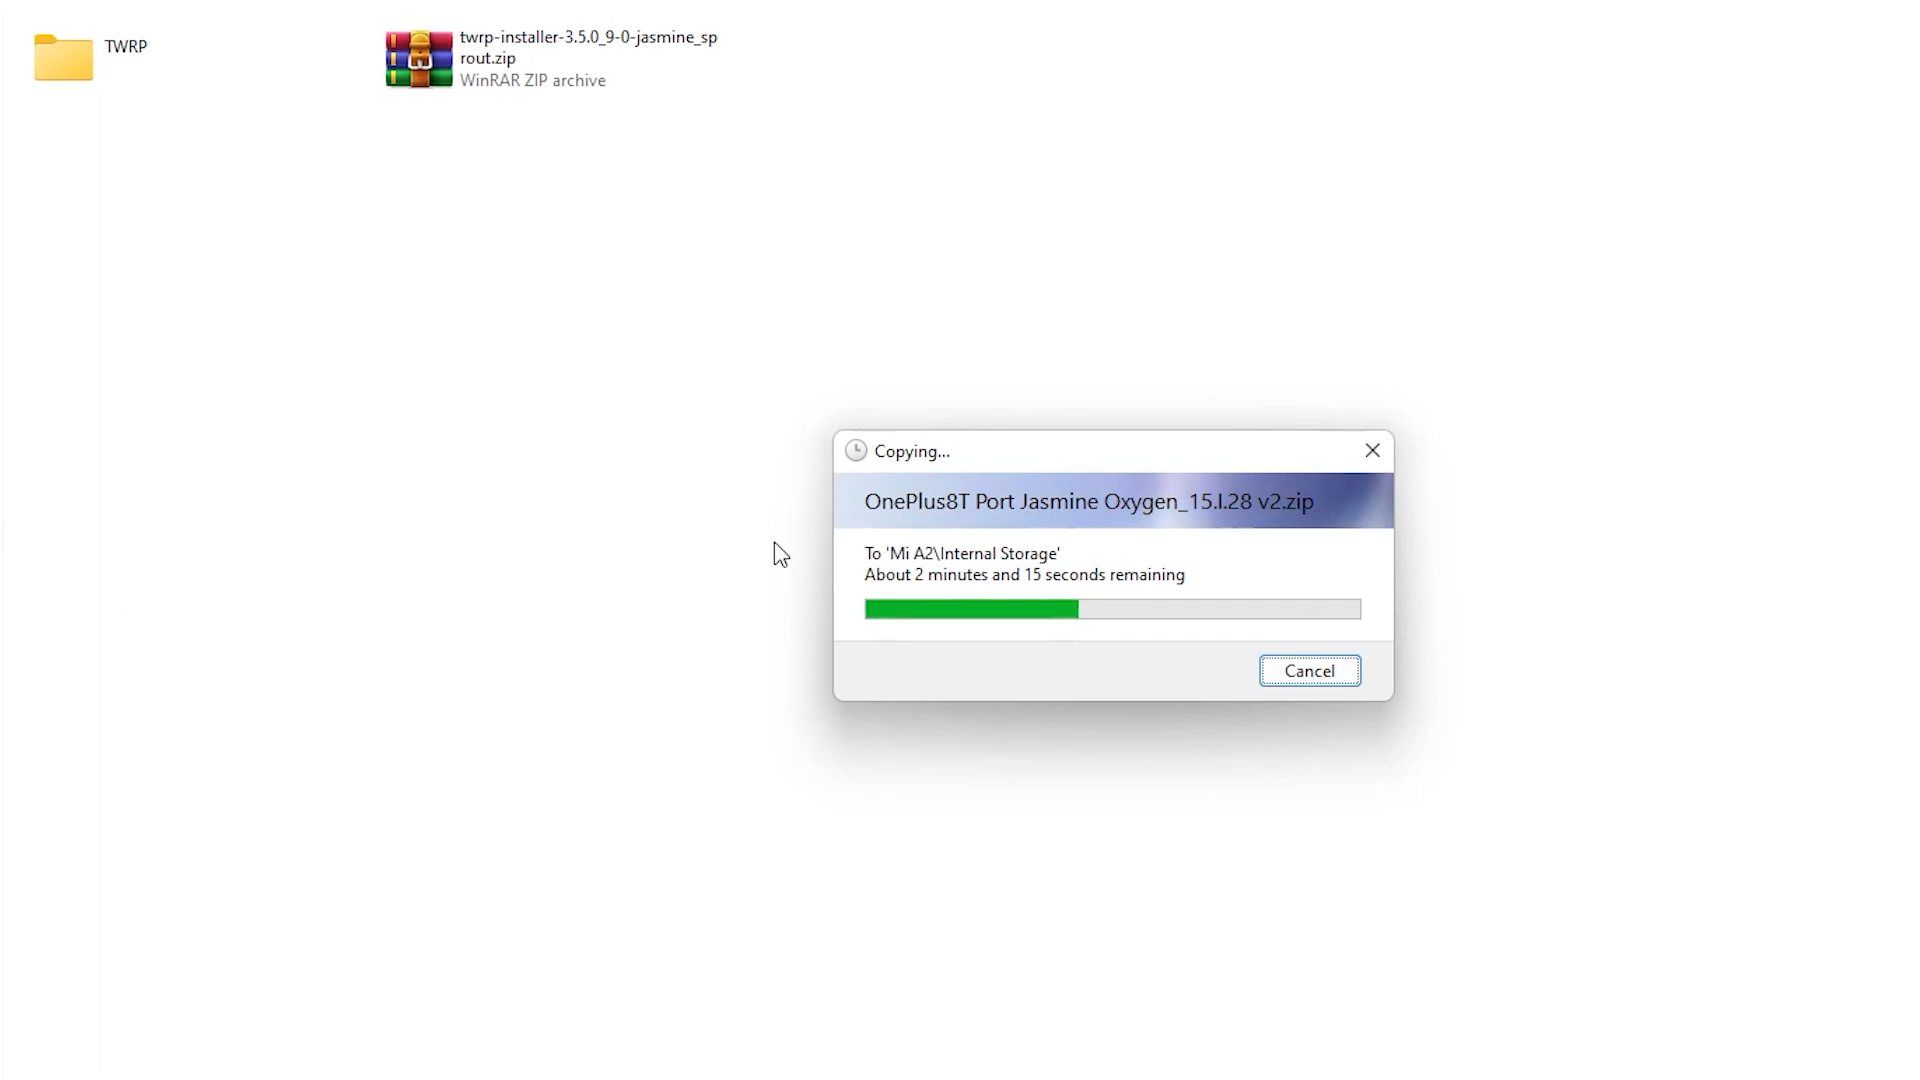 TWRP
twrp-installer-3.5.0_9-0-jasmine_sp
rout.zip
WinRAR ZIP archive
Copying...
OnePlus8T Port Jasmine Oxygen_15.I.28 v2.zip
To 'Mi A2\Internal Storage'
About 2 minutes and 15 seconds remaining
Cancel